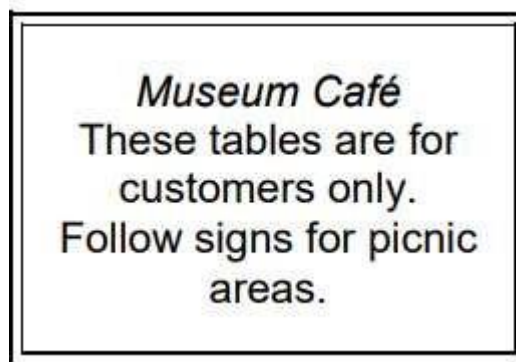 Museum Café
These tables are for
customers only.
Follow signs for picnic
areas.